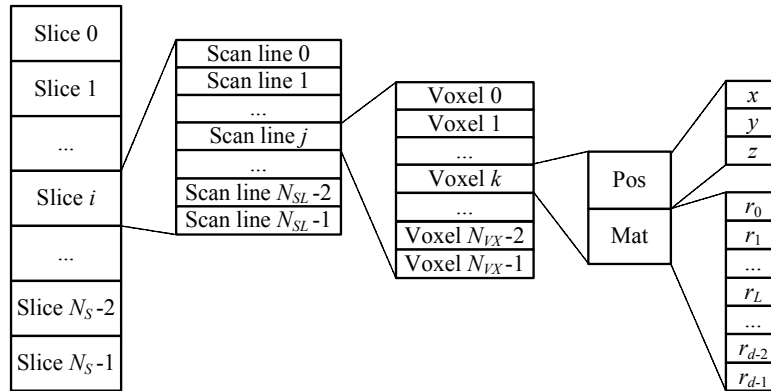 Slice 0
Slice 1
...
Slice i
...
Slice N_S-2
Slice N_S-1
Scan line 0
Scan line 1
...
Scan line j
...
Scan line N_SL-2
Scan line N_SL-1
Voxel 0
Voxel 1
...
Voxel k
...
Voxel N_VX-2
Voxel N_VX-1
Pos
Mat
x
y
z
r_0
r_1
...
r_L
...
r_d-2
r_d-1